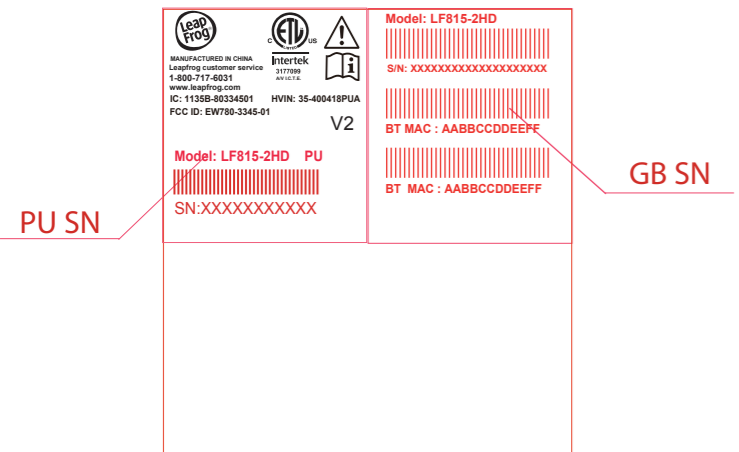 Leap
Frog
C ETL US
LISTED
Intertek
3177099
A/V I.C.T.E.
MANUFACTURED IN CHINA
Leapfrog customer service
1-800-717-6031
www.leapfrog.com
IC: 1135B-80334501 HVIN: 35-400418PUA
FCC ID: EW780-3345-01
V2
Model: LF815-2HD PU
SN:XXXXXXXXXXX
PU SN
Model: LF815-2HD
S/N: XXXXXXXXXXXXXXXXXXXX
BT MAC : AABBCCDDEEFF
BT MAC : AABBCCDDEEFF
GB SN